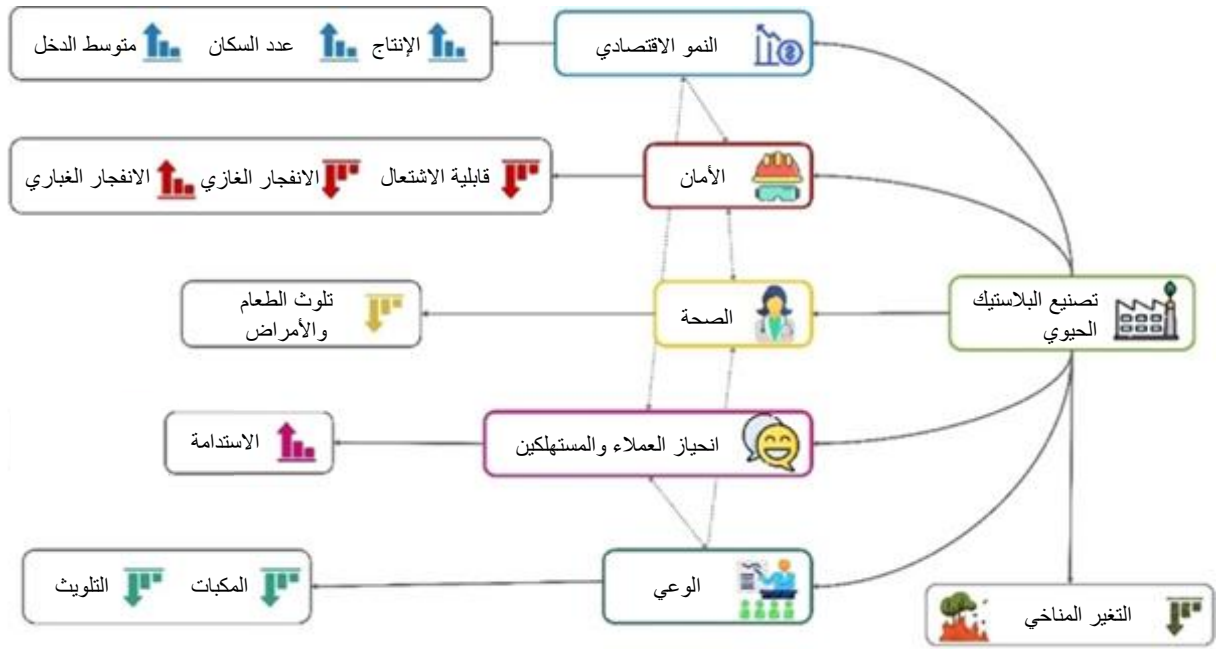 النمو الاقتصادي
الإنتاج
عدد السكان
متوسط الدخل
الأمان
قابلية الاشتعال
الانفجار الغازي
الانفجار الغباري
تصنيع البلاستيك
الحيوي
الصحة
تلوث الطعام
والأمراض
انحياز العملاء والمستهلكين
الاستدامة
الوعي
المكبات
التلويث
التغير المناخي